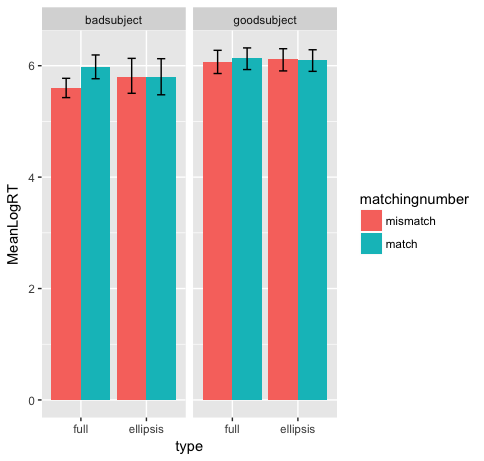 badsubject
goodsubject
MeanLogRT
6
4
2
0
full
ellipsis
full
ellipsis
type
matchingnumber
mismatch
match